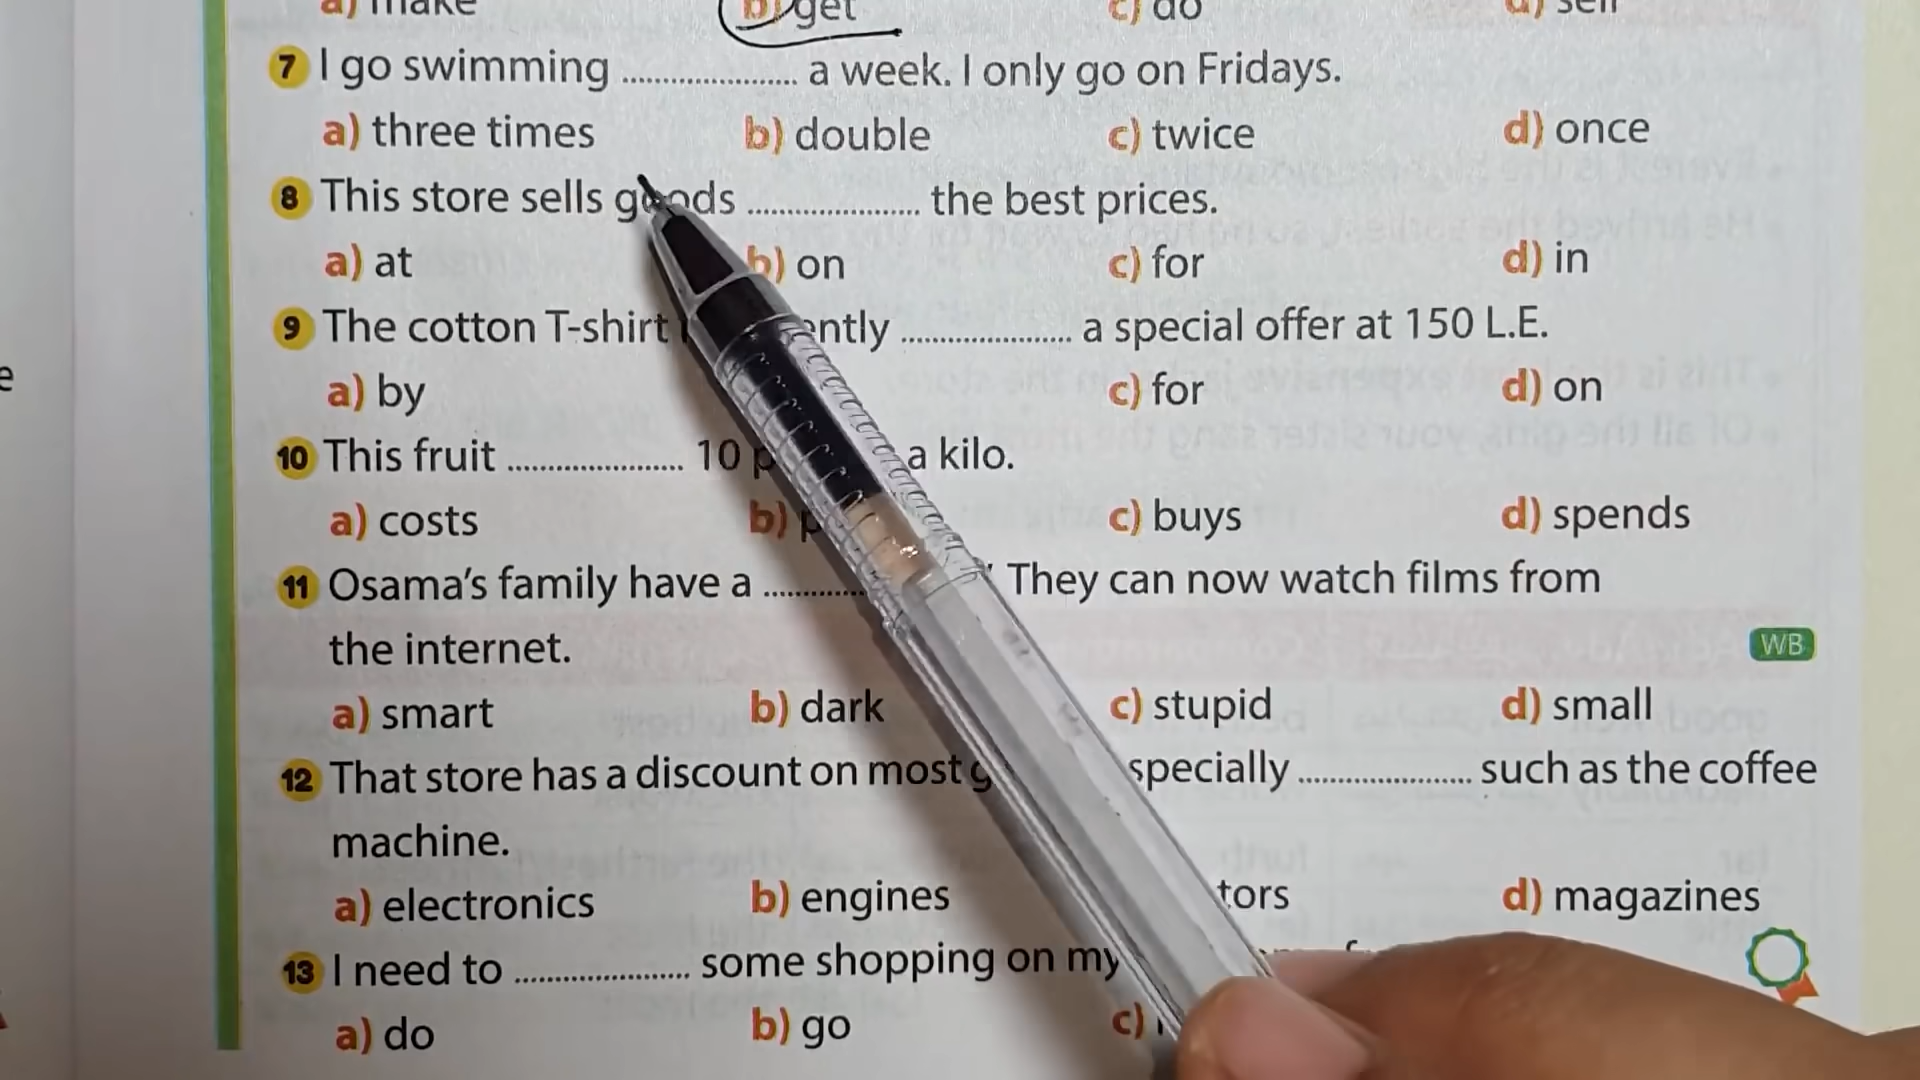 a) make b) get c) do d) sell
7 I go swimming ..................... a week. I only go on Fridays.
a) three times b) double c) twice d) once
8 This store sells goods ..................... the best prices.
a) at b) on c) for d) in
9 The cotton T-shirt ..................... a special offer at 150 L.E.
a) by c) for d) on
10 This fruit ..................... 10 a kilo.
a) costs b) c) buys d) spends
11 Osama's family have a ............. They can now watch films from
the internet.
WB
a) smart b) dark c) stupid d) small
12 That store has a discount on most specially ..................... such as the coffee
machine.
a) electronics b) engines d) magazines
13 I need to ..................... some shopping on my
a) do b) go c)